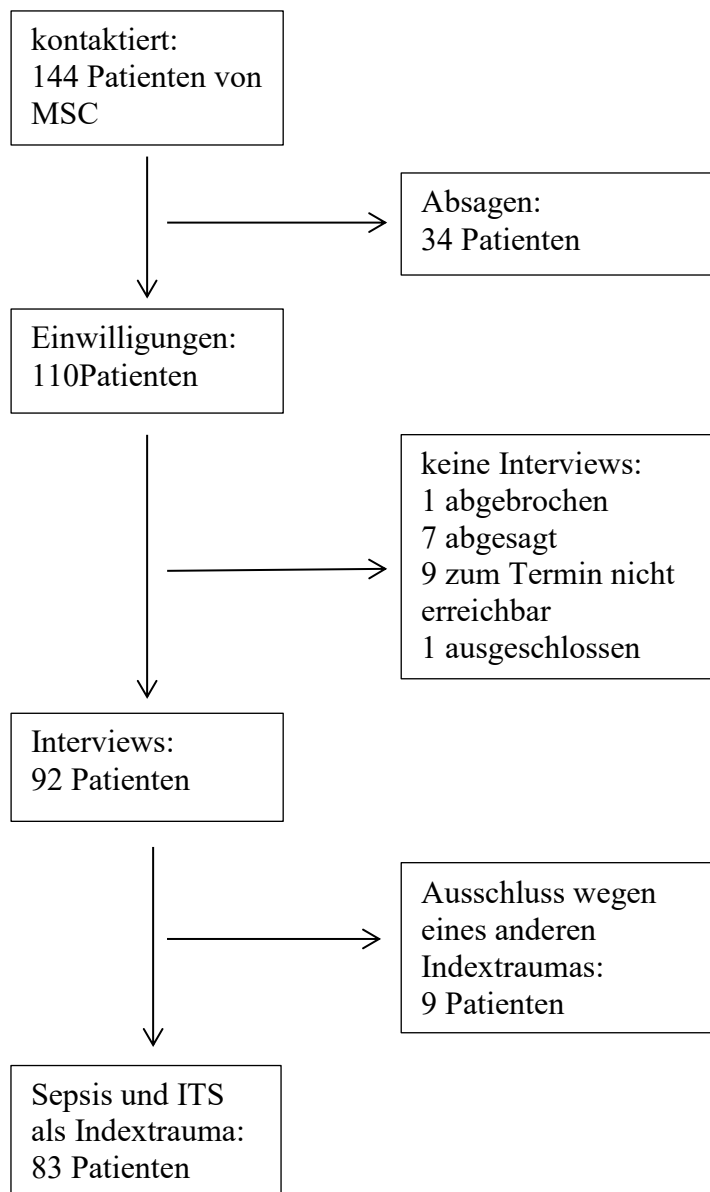 kontaktiert:
144 Patienten von
MSC
Absagen:
34 Patienten
Einwilligungen:
110Patienten
keine Interviews:
1 abgebrochen
7 abgesagt
9 zum Termin nicht
erreichbar
1 ausgeschlossen
Interviews:
92 Patienten
Ausschluss wegen
eines anderen
Indextraumas:
9 Patienten
Sepsis und ITS
als Indextrauma:
83 Patienten